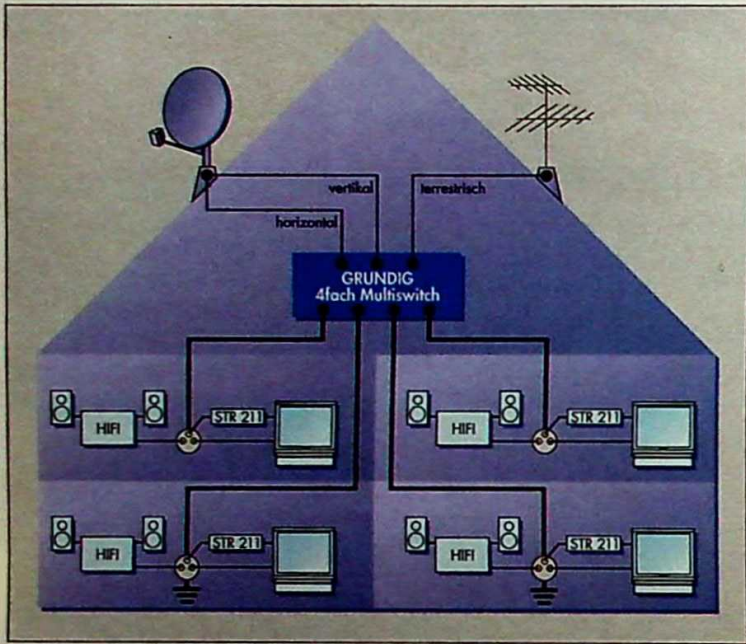 vertikal
terrestrisch
horizontal
GRUNDIG
4fach Multiswitch
HIFI
STR 211
HIFI
STR 211
HIFI
STR 211
HIFI
STR 211